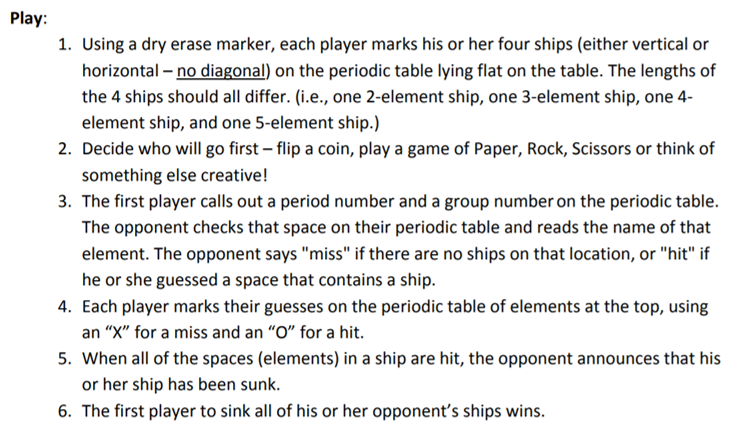 Play:
1. Using a dry erase marker, each player marks his or her four ships (either vertical or
horizontal – no diagonal) on the periodic table lying flat on the table. The lengths of
the 4 ships should all differ. (i.e., one 2-element ship, one 3-element ship, one 4-
element ship, and one 5-element ship.)
2. Decide who will go first – flip a coin, play a game of Paper, Rock, Scissors or think of
something else creative!
3. The first player calls out a period number and a group number on the periodic table.
The opponent checks that space on their periodic table and reads the name of that
element. The opponent says "miss" if there are no ships on that location, or "hit" if
he or she guessed a space that contains a ship.
4. Each player marks their guesses on the periodic table of elements at the top, using
an “X” for a miss and an “O” for a hit.
5. When all of the spaces (elements) in a ship are hit, the opponent announces that his
or her ship has been sunk.
6. The first player to sink all of his or her opponent’s ships wins.